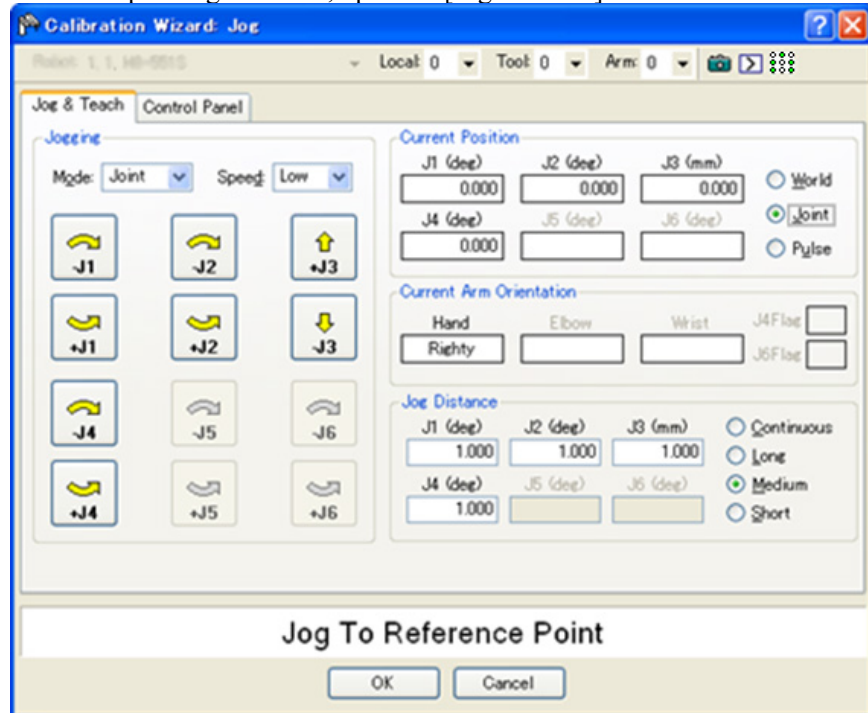 Calibration Wizard: Jog
Robot: 1, 1, H8-551S Local: 0 Tool: 0 Arm: 0
Jog & Teach Control Panel
Jogging
Mode: Joint Speed: Low
-J1 -J2 +J3
+J1 +J2 -J3
-J4 -J5 -J6
+J4 +J5 +J6
Current Position
J1 (deg) J2 (deg) J3 (mm)
0.000 0.000 0.000
J4 (deg) J5 (deg) J6 (deg)
0.000
World
Joint
Pulse
Current Arm Orientation
Hand Elbow Wrist J4Flag
Righty J6Flag
Jog Distance
J1 (deg) J2 (deg) J3 (mm)
1.000 1.000 1.000
J4 (deg) J5 (deg) J6 (deg)
1.000
Continuous
Long
Medium
Short
Jog To Reference Point
OK Cancel